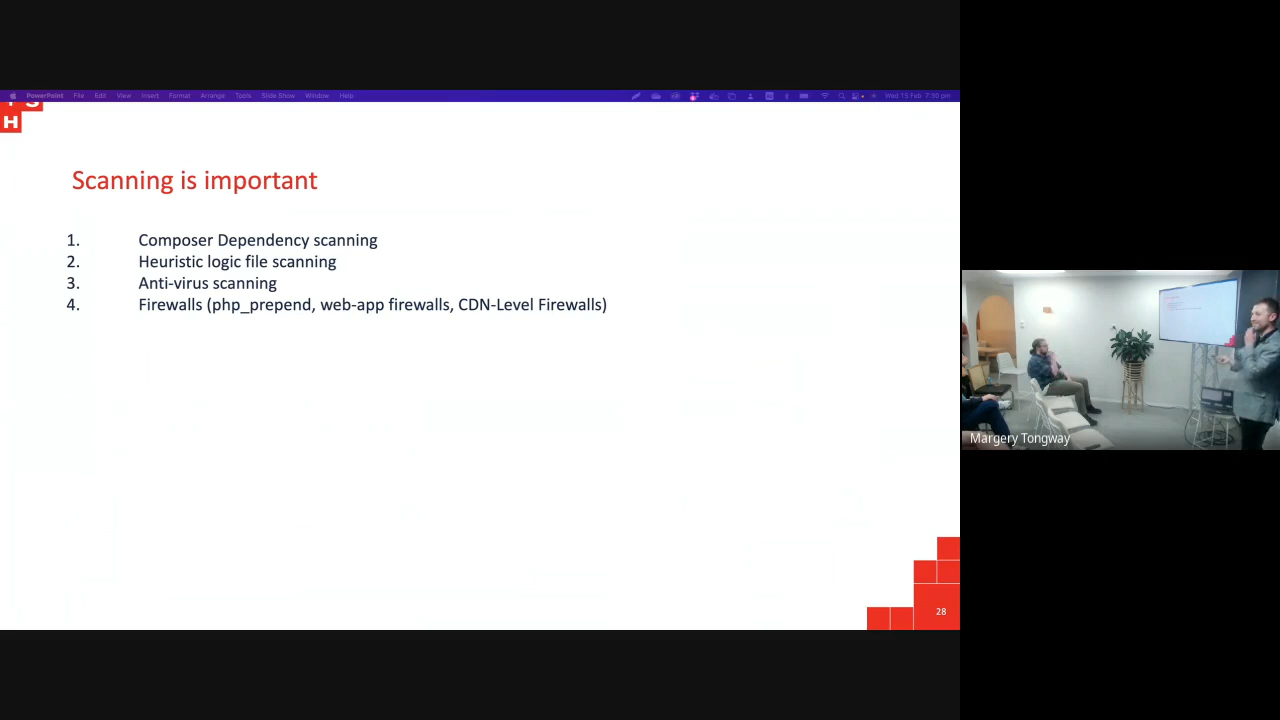 PowerPoint File Edit View Insert Format Arrange Tools Slide Show Window Help Wed 15 Feb 7:50 pm
H
Scanning is important
1. Composer Dependency scanning
2. Heuristic logic file scanning
3. Anti-virus scanning
4. Firewalls (php_prepend, web-app firewalls, CDN-Level Firewalls)
Margery Tongway
28